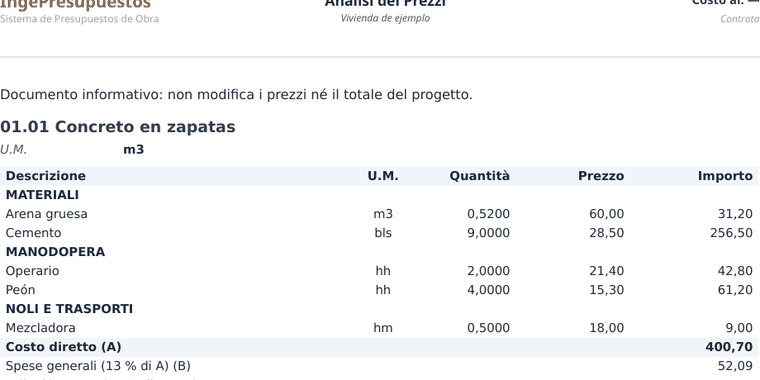 IngePresupuestos
Analisi dei Prezzi
Costo al: —
Sistema de Presupuestos de Obra
Vivienda de ejemplo
Contrata
Documento informativo: non modifica i prezzi né il totale del progetto.
01.01 Concreto en zapatas
U.M. m3
Descrizione U.M. Quantità Prezzo Importo
MATERIALI
Arena gruesa m3 0,5200 60,00 31,20
Cemento bls 9,0000 28,50 256,50
MANODOPERA
Operario hh 2,0000 21,40 42,80
Peón hh 4,0000 15,30 61,20
NOLI E TRASPORTI
Mezcladora hm 0,5000 18,00 9,00
Costo diretto (A) 400,70
Spese generali (13 % di A) (B) 52,09